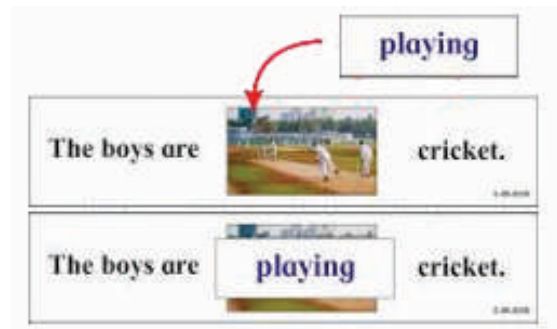 playing
The boys are cricket.
The boys are playing cricket.